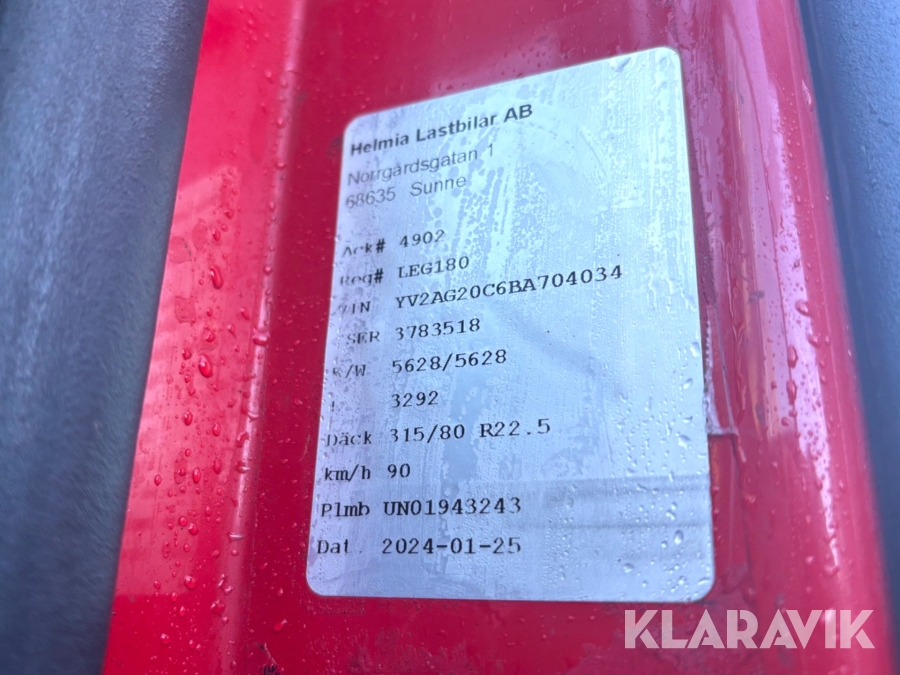 Helmia Lastbilar AB
Norrgårdsgatan 1
68635 Sunne
Ack# 4902
Reg# LEG180
VIN YV2AG20C6BA704034
SER 3783518
K/W 5628/5628
L 3292
Däck 315/80 R22.5
km/h 90
Plmb UN01943243
Dat. 2024-01-25
KLARAVIK